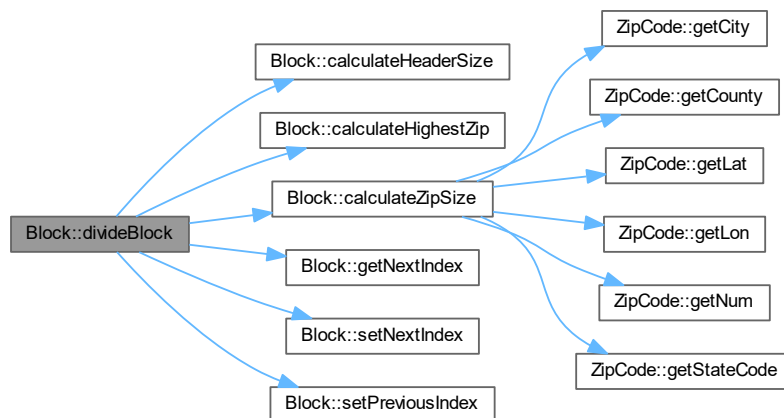 Block::divideBlock
Block::calculateHeaderSize
Block::calculateHighestZip
Block::calculateZipSize
Block::getNextIndex
Block::setNextIndex
Block::setPreviousIndex
ZipCode::getCity
ZipCode::getCounty
ZipCode::getLat
ZipCode::getLon
ZipCode::getNum
ZipCode::getStateCode